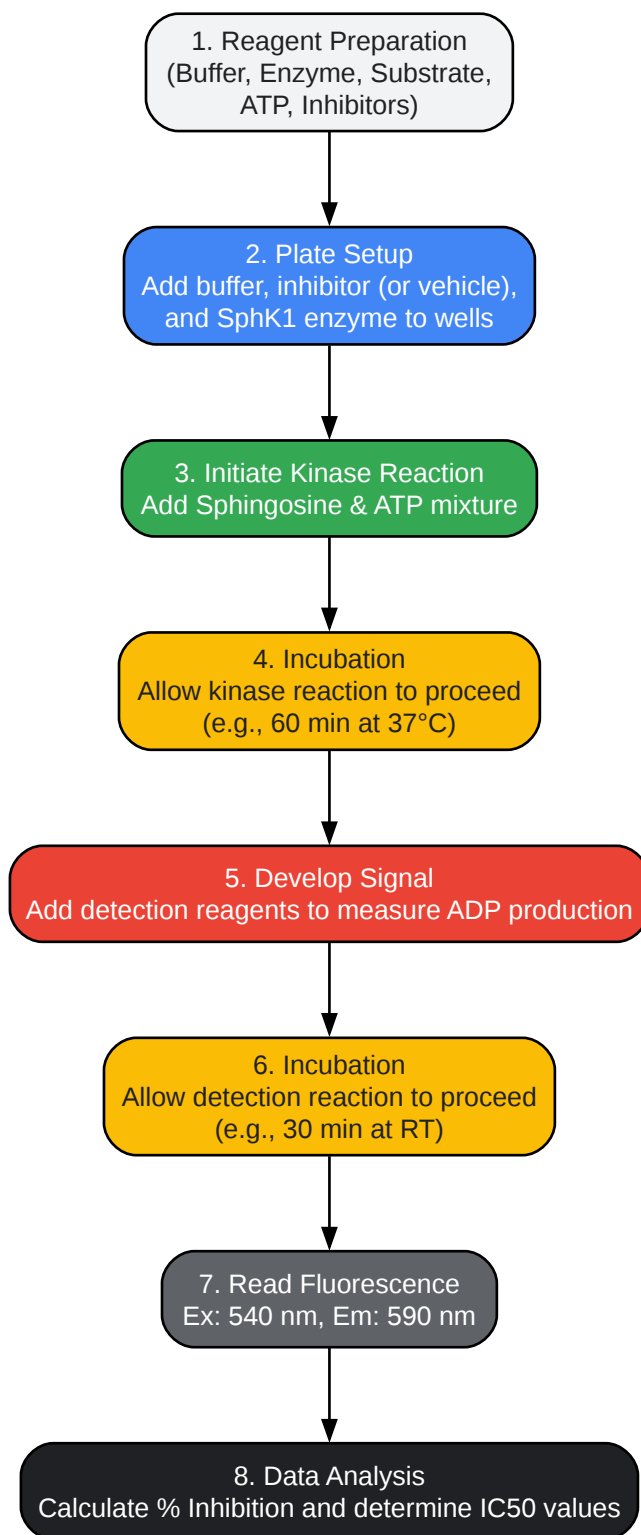 1. Reagent Preparation
(Buffer, Enzyme, Substrate,
ATP, Inhibitors)
2. Plate Setup
Add buffer, inhibitor (or vehicle),
and SphK1 enzyme to wells
3. Initiate Kinase Reaction
Add Sphingosine & ATP mixture
4. Incubation
Allow kinase reaction to proceed
(e.g., 60 min at 37°C)
5. Develop Signal
Add detection reagents to measure ADP production
6. Incubation
Allow detection reaction to proceed
(e.g., 30 min at RT)
7. Read Fluorescence
Ex: 540 nm, Em: 590 nm
8. Data Analysis
Calculate % Inhibition and determine IC50 values